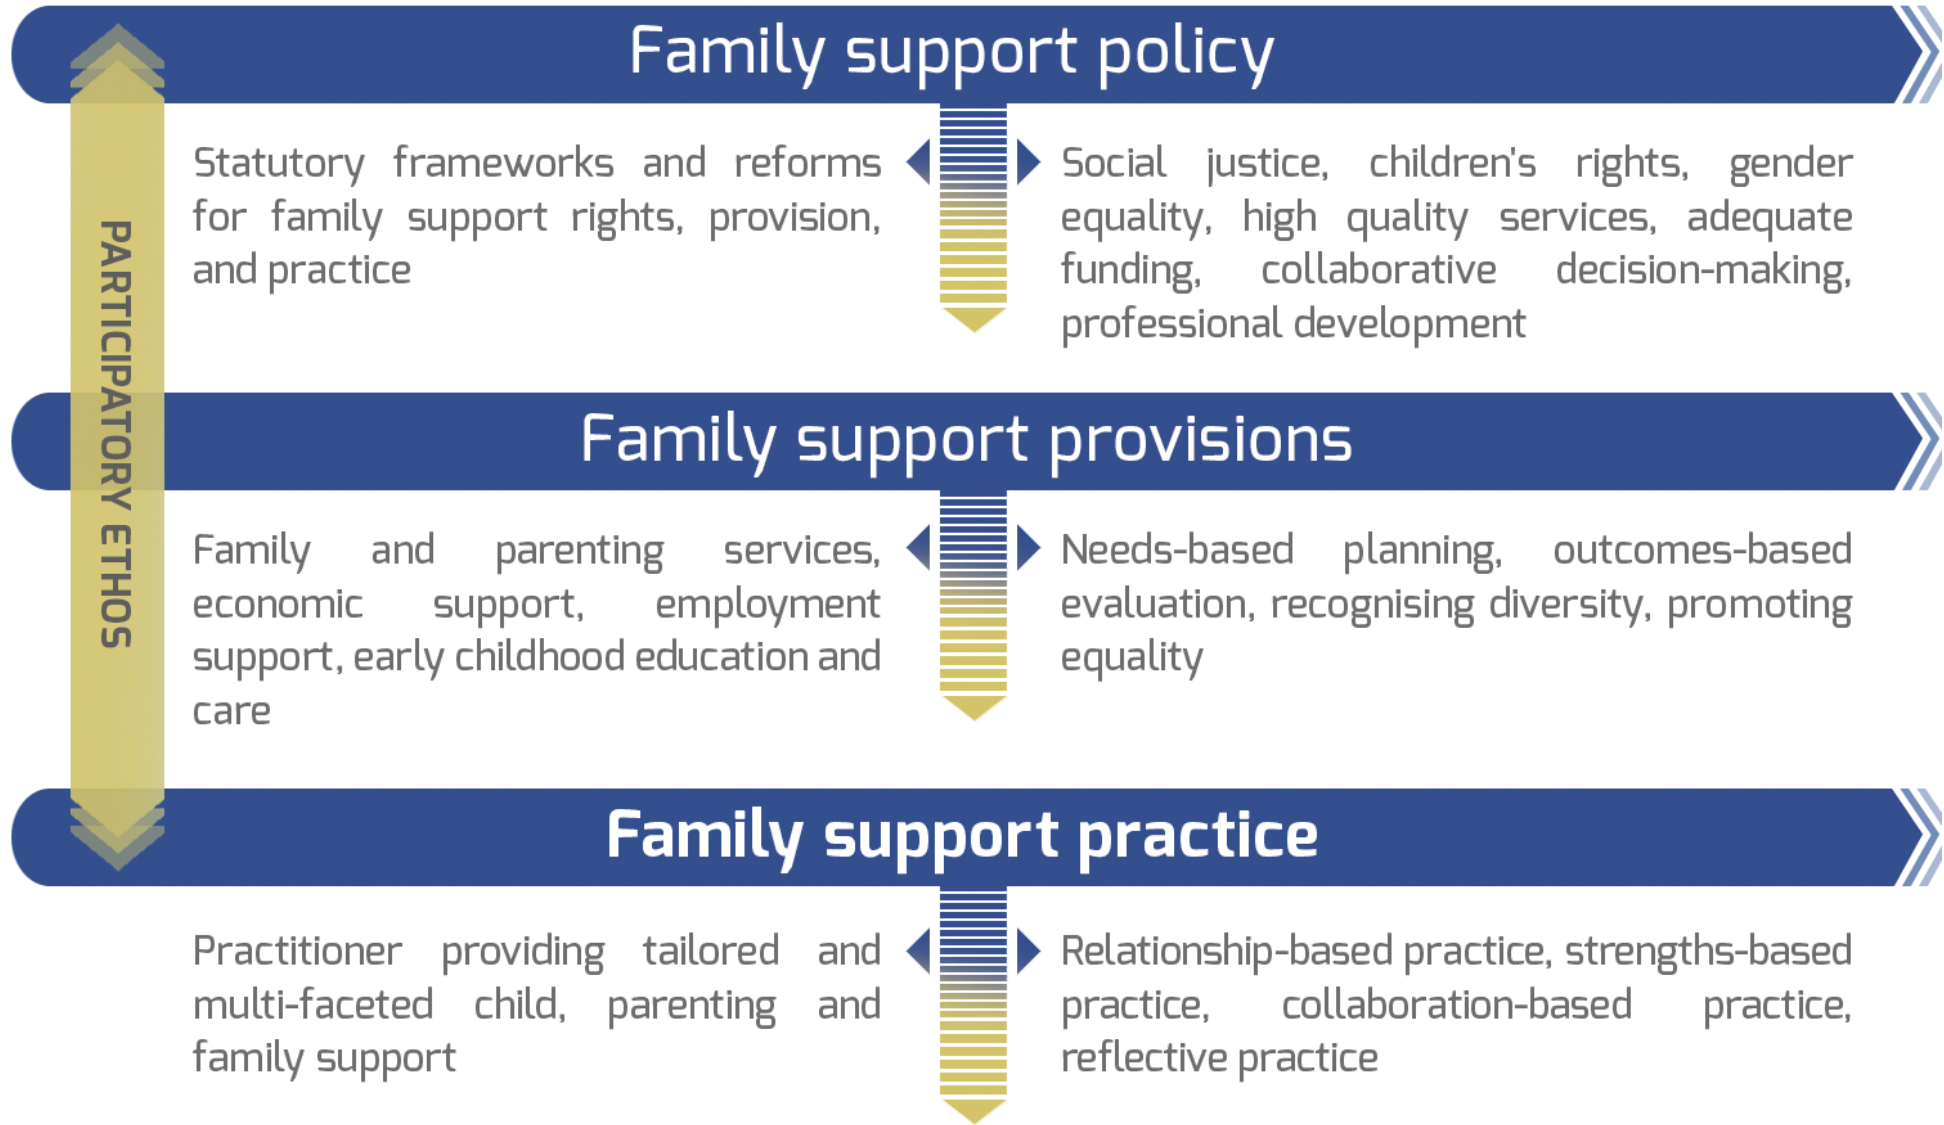 Family support policy
Statutory frameworks and reforms
for family support rights, provision,
and practice
Social justice, children's rights, gender
equality, high quality services, adequate
funding, collaborative decision-making,
professional development
PARTICIPATORY ETHOS
Family support provisions
Family and parenting services,
economic support, employment
support, early childhood education and
care
Needs-based planning, outcomes-based
evaluation, recognising diversity, promoting
equality
Family support practice
Practitioner providing tailored and
multi-faceted child, parenting and
family support
Relationship-based practice, strengths-based
practice, collaboration-based practice,
reflective practice